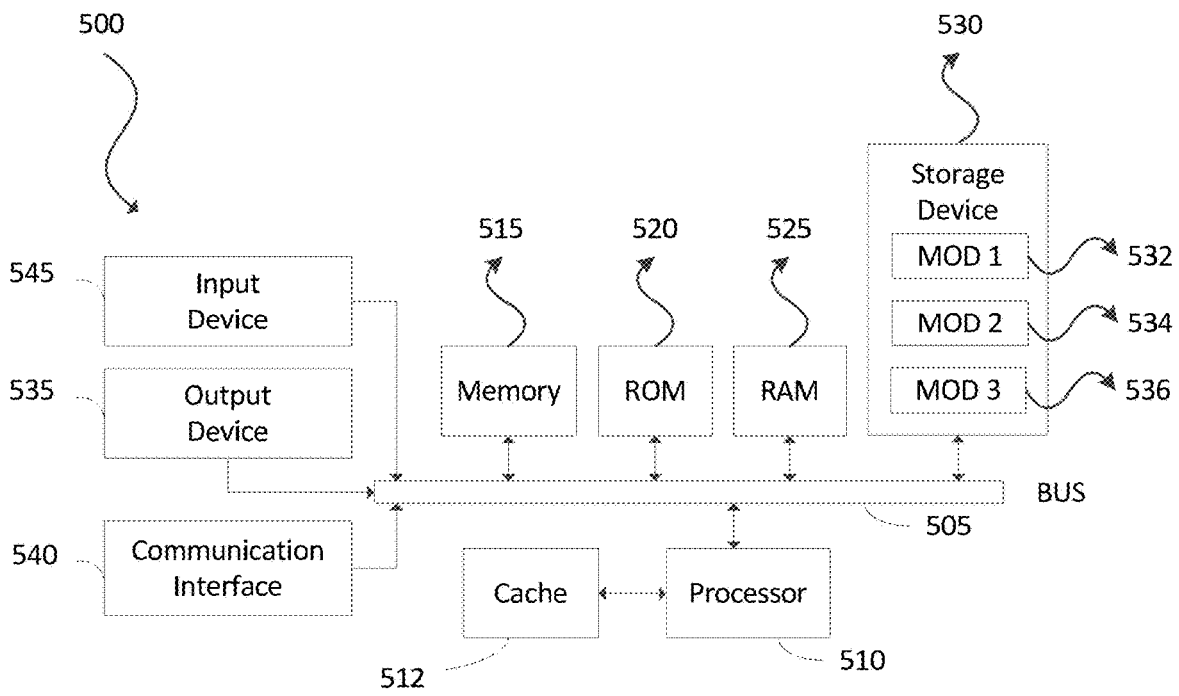 500
530
Storage
Device
515
520
525
MOD 1
532
545
Input
Device
MOD 2
534
535
Output
Device
Memory
ROM
RAM
MOD 3
536
BUS
505
540
Communication
Interface
Cache
Processor
512
510